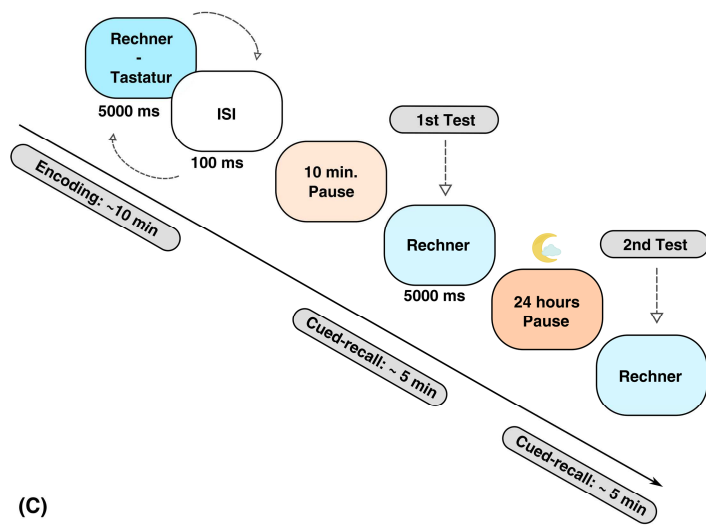 Rechner
-
Tastatur
5000 ms
ISI
100 ms
Encoding: ~10 min
10 min.
Pause
1st Test
Rechner
5000 ms
Cued-recall: ~ 5 min
24 hours
Pause
2nd Test
Rechner
Cued-recall: ~ 5 min
(C)